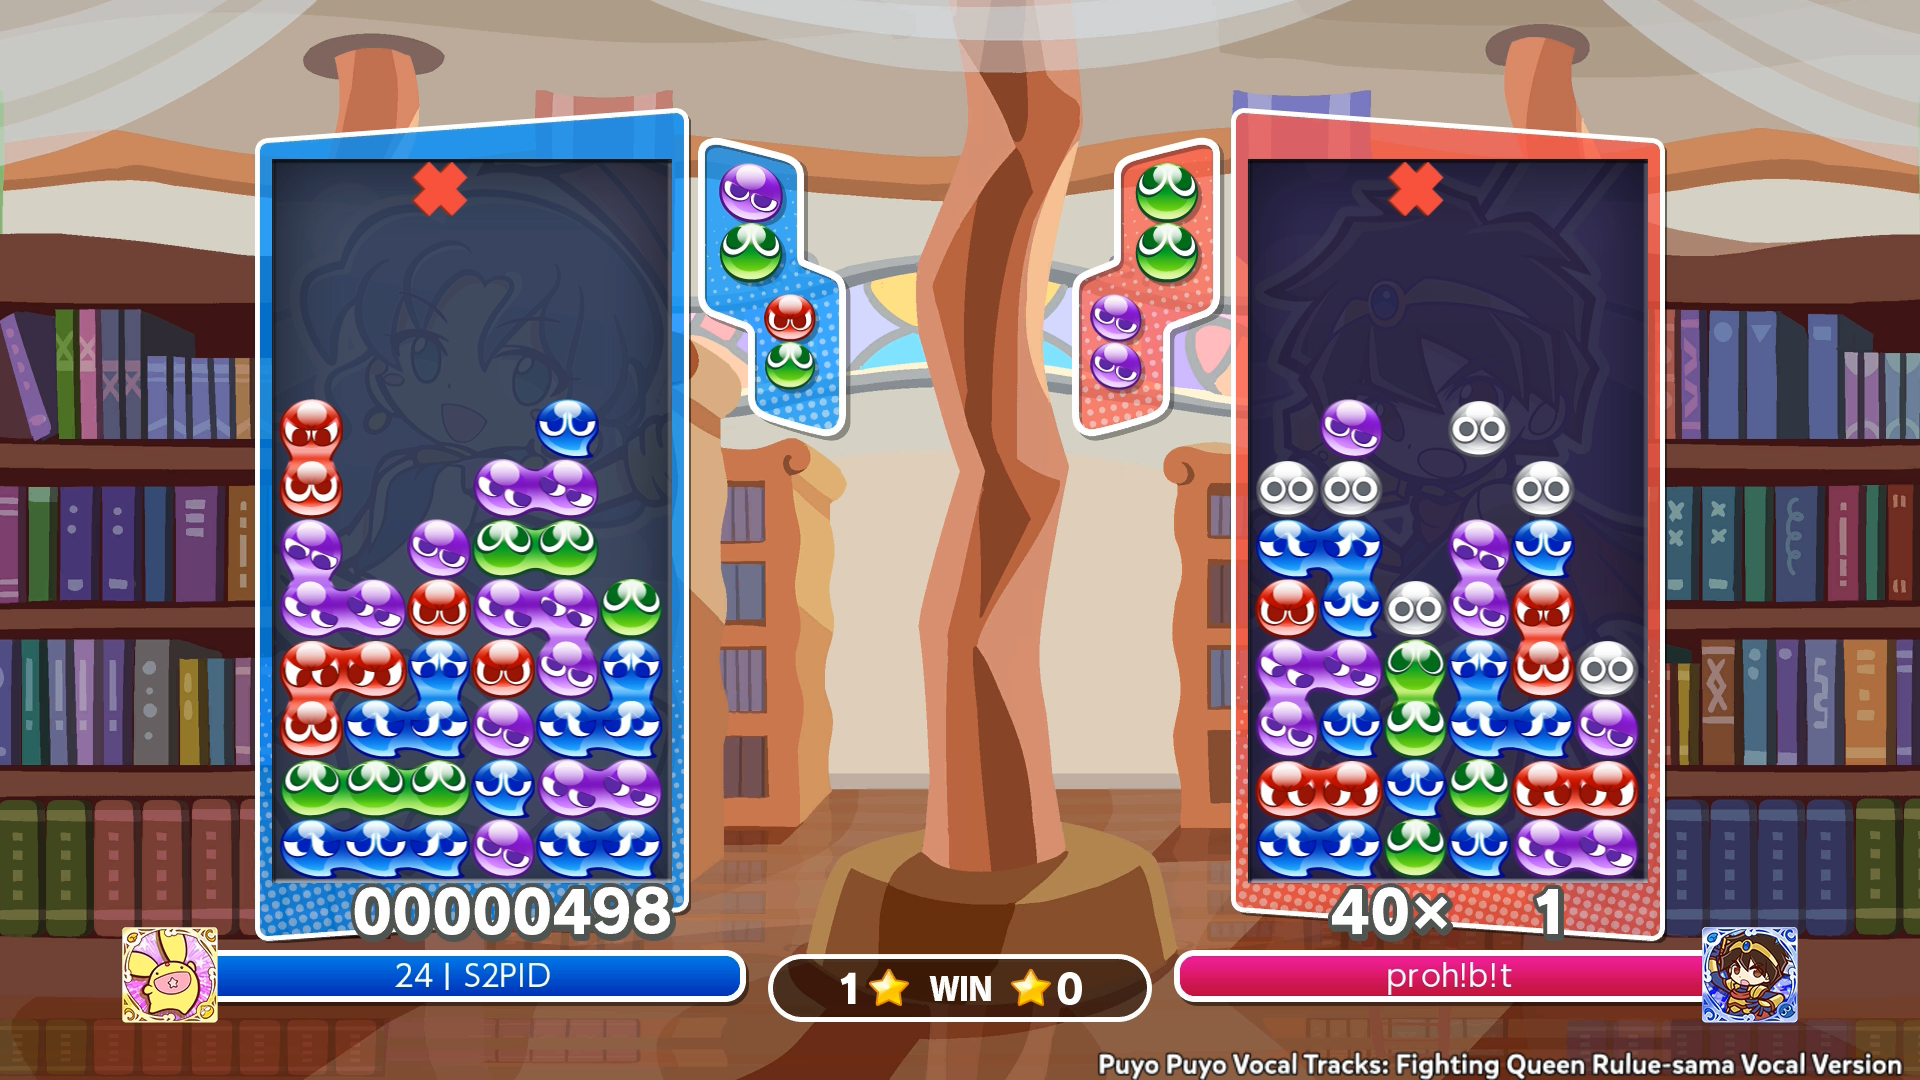 00000498
40× 1
24 | S2PID
1 WIN 0
proh!b!t
Puyo Puyo Vocal Tracks: Fighting Queen Rulue-sama Vocal Version